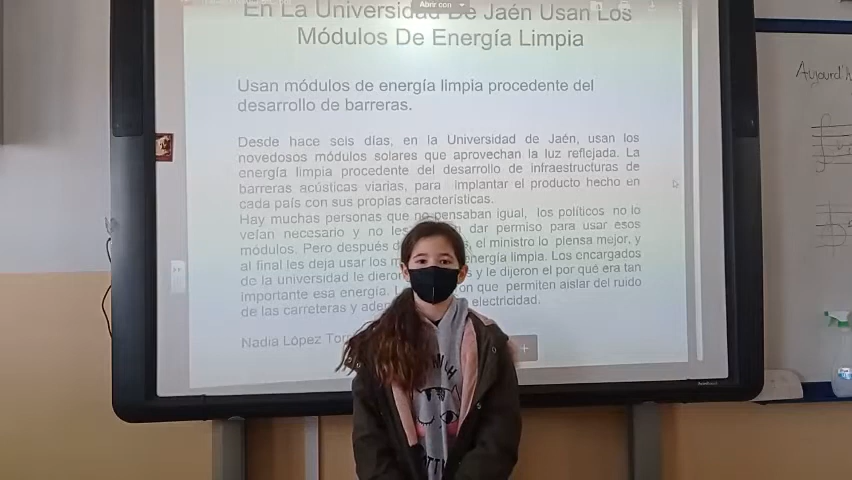 Abrir con
En La Universidad De Jaén Usan Los
Módulos De Energía Limpia
Usan módulos de energía limpia procedente del
desarrollo de barreras.
Desde hace seis días, en la Universidad de Jaén, usan los
novedosos módulos solares que aprovechan la luz reflejada. La
energía limpia procedente del desarrollo de infraestructuras de
barreras acústicas viarias, para implantar el producto hecho en
cada país con sus propias características.
Hay muchas personas que no pensaban igual, los políticos no lo
veían necesario y no les dar permiso para usar esos
módulos. Pero después el ministro lo piensa mejor, y
al final les deja usar los energía limpia. Los encargados
de la universidad le dieron y le dijeron el por qué era tan
importante esa energía. que permiten aislar del ruido
de las carreteras y electricidad.
Nadia López
Aujourd'h